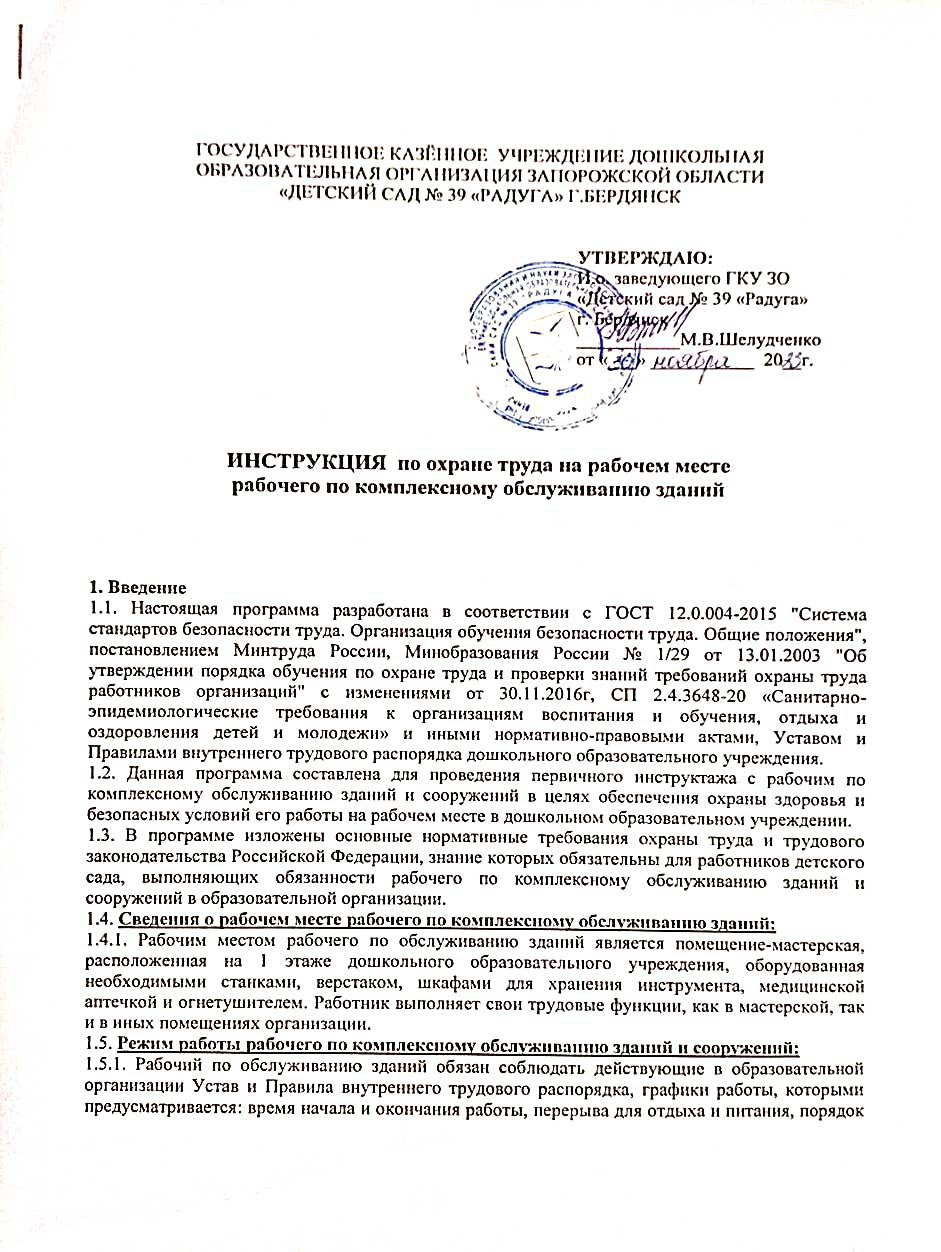 ГОСУДАРСТВЕННОЕ КАЗЁННОЕ УЧРЕЖДЕНИЕ ДОШКОЛЬНАЯ
ОБРАЗОВАТЕЛЬНАЯ ОРГАНИЗАЦИЯ ЗАПОРОЖСКОЙ ОБЛАСТИ
«ДЕТСКИЙ САД № 39 «РАДУГА» Г.БЕРДЯНСК
УТВЕРЖДАЮ:
И.о. заведующего ГКУ ЗО
«Детский сад № 39 «Радуга»
г. Бердянск
М.В.Шелудченко
от «30» ноября 2023г.
ИНСТРУКЦИЯ по охране труда на рабочем месте
рабочего по комплексному обслуживанию зданий
1. Введение
1.1. Настоящая программа разработана в соответствии с ГОСТ 12.0.004-2015 "Система
стандартов безопасности труда. Организация обучения безопасности труда. Общие положения",
постановлением Минтруда России, Минобразования России № 1/29 от 13.01.2003 "Об
утверждении порядка обучения по охране труда и проверки знаний требований охраны труда
работников организаций" с изменениями от 30.11.2016г, СП 2.4.3648-20 «Санитарно-
эпидемиологические требования к организациям воспитания и обучения, отдыха и
оздоровления детей и молодежи» и иными нормативно-правовыми актами, Уставом и
Правилами внутреннего трудового распорядка дошкольного образовательного учреждения.
1.2. Данная программа составлена для проведения первичного инструктажа с рабочим по
комплексному обслуживанию зданий и сооружений в целях обеспечения охраны здоровья и
безопасных условий его работы на рабочем месте в дошкольном образовательном учреждении.
1.3. В программе изложены основные нормативные требования охраны труда и трудового
законодательства Российской Федерации, знание которых обязательны для работников детского
сада, выполняющих обязанности рабочего по комплексному обслуживанию зданий и
сооружений в образовательной организации.
1.4. Сведения о рабочем месте рабочего по комплексному обслуживанию зданий:
1.4.1. Рабочим местом рабочего по обслуживанию зданий является помещение-мастерская,
расположенная на 1 этаже дошкольного образовательного учреждения, оборудованная
необходимыми станками, верстаком, шкафами для хранения инструмента, медицинской
аптечкой и огнетушителем. Работник выполняет свои трудовые функции, как в мастерской, так
и в иных помещениях организации.
1.5. Режим работы рабочего по комплексному обслуживанию зданий и сооружений:
1.5.1. Рабочий по обслуживанию зданий обязан соблюдать действующие в образовательной
организации Устав и Правила внутреннего трудового распорядка, графики работы, которыми
предусматривается: время начала и окончания работы, перерыва для отдыха и питания, порядок